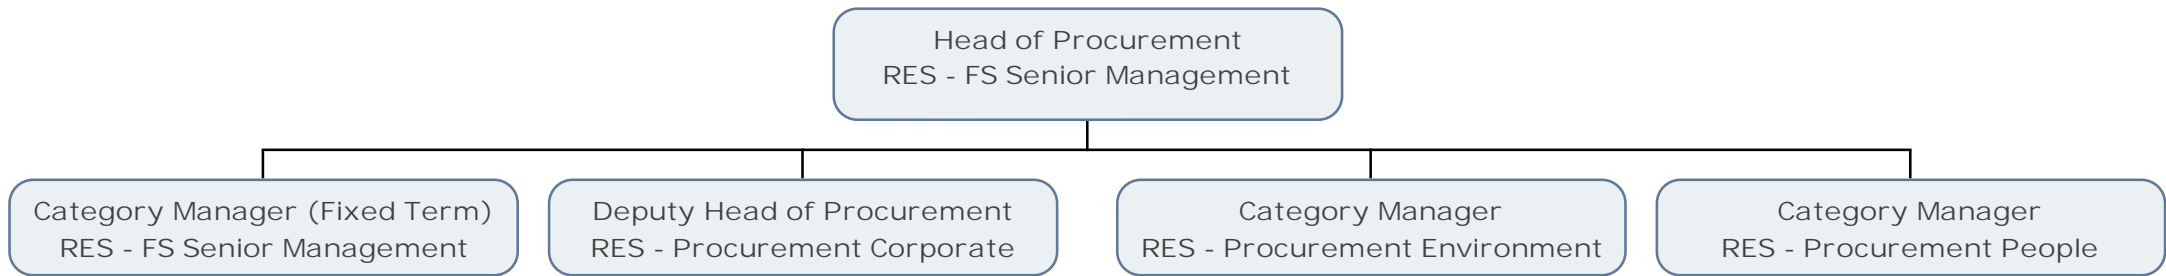 Head of Procurement
RES - FS Senior Management
Category Manager (Fixed Term)
RES - FS Senior Management
Deputy Head of Procurement
RES - Procurement Corporate
Category Manager
RES - Procurement Environment
Category Manager
RES - Procurement People